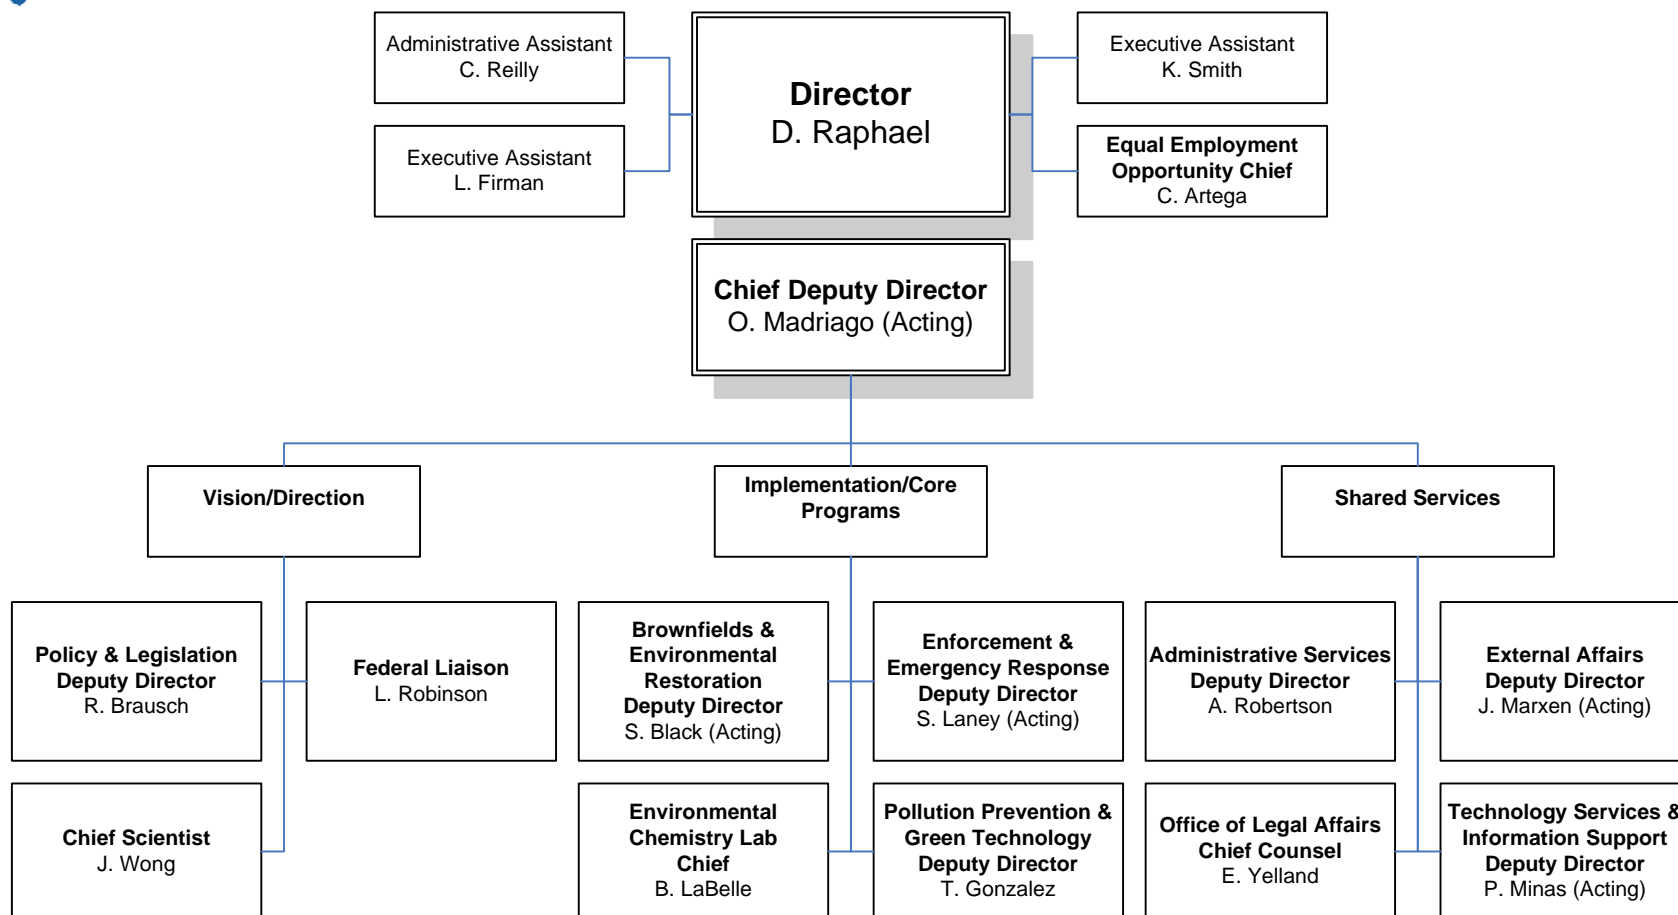 Administrative Assistant
C. Reilly
Executive Assistant
L. Firman
Director
D. Raphael
Executive Assistant
K. Smith
Equal Employment
Opportunity Chief
C. Artega
Chief Deputy Director
O. Madriago (Acting)
Vision/Direction
Implementation/Core
Programs
Shared Services
Policy & Legislation
Deputy Director
R. Brausch
Federal Liaison
L. Robinson
Brownfields &
Environmental
Restoration
Deputy Director
S. Black (Acting)
Enforcement &
Emergency Response
Deputy Director
S. Laney (Acting)
Administrative Services
Deputy Director
A. Robertson
External Affairs
Deputy Director
J. Marxen (Acting)
Chief Scientist
J. Wong
Environmental
Chemistry Lab
Chief
B. LaBelle
Pollution Prevention &
Green Technology
Deputy Director
T. Gonzalez
Office of Legal Affairs
Chief Counsel
E. Yelland
Technology Services &
Information Support
Deputy Director
P. Minas (Acting)